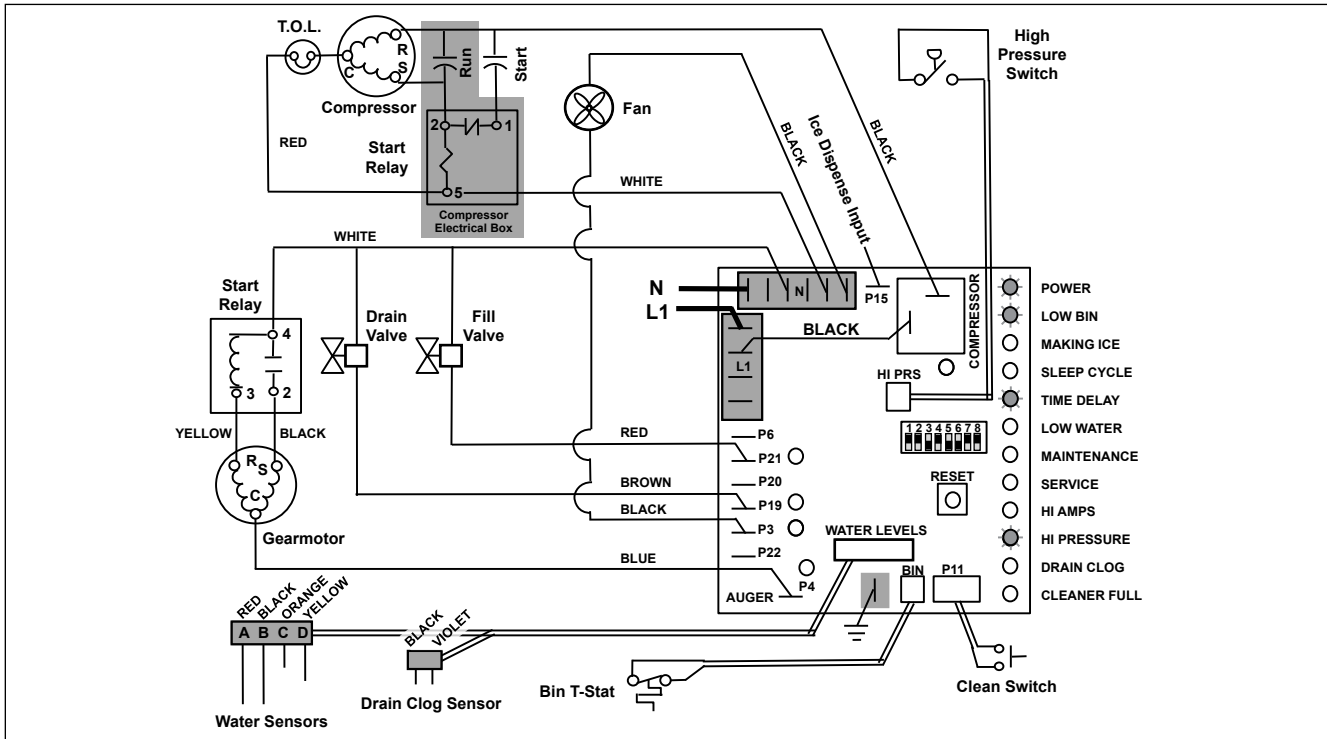 T.O.L.
R
S
C
Compressor
Run
Start
RED
2
1
5
Start
Relay
Compressor
Electrical Box
Fan
WHITE
BLACK
Ice Dispense Input
BLACK
High
Pressure
Switch
WHITE
Start
Relay
4
3
2
YELLOW
BLACK
R
S
C
Gearmotor
Drain
Valve
Fill
Valve
N
L1
N
P15
COMPRESSOR
BLACK
L1
HI PRS
1 2 3 4 5 6 7 8
RESET
RED
BROWN
BLACK
BLUE
P6
P21
P20
P19
P3
P22
P4
AUGER
WATER LEVELS
BIN
P11
POWER
LOW BIN
MAKING ICE
SLEEP CYCLE
TIME DELAY
LOW WATER
MAINTENANCE
SERVICE
HI AMPS
HI PRESSURE
DRAIN CLOG
CLEANER FULL
RED
BLACK
ORANGE
YELLOW
A B C D
Water Sensors
BLACK
VIOLET
Drain Clog Sensor
Bin T-Stat
Clean Switch